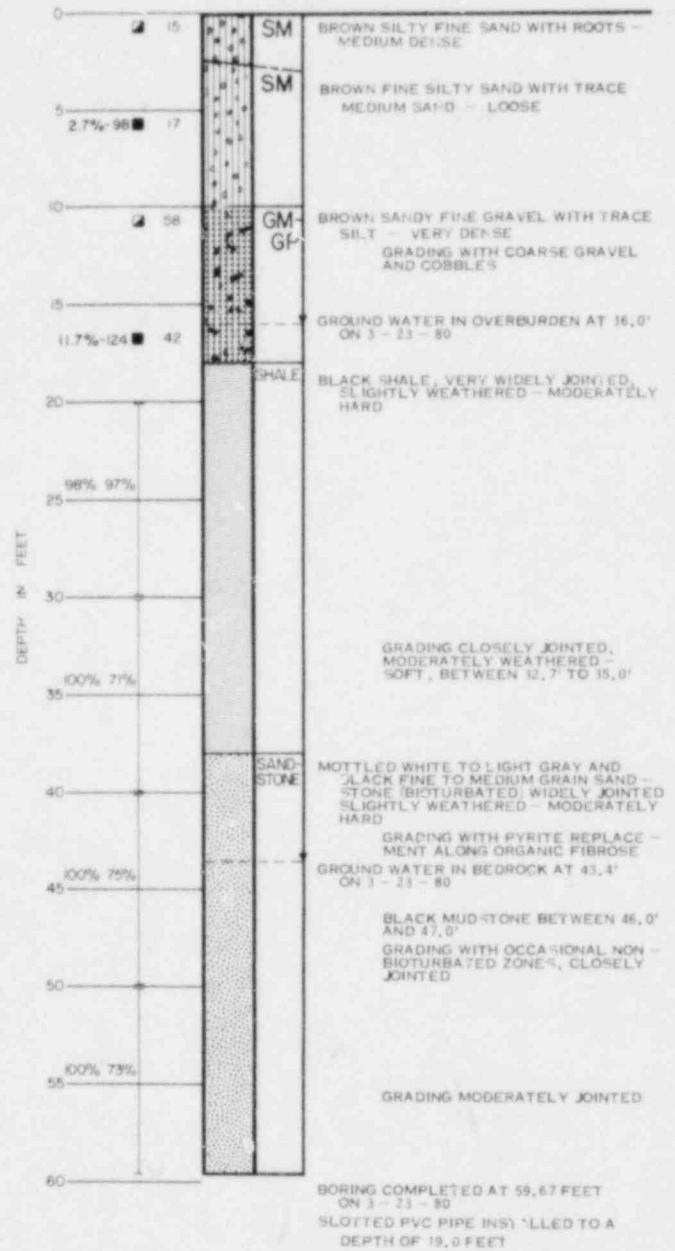 0
15
SM
BROWN SILTY FINE SAND WITH ROOTS –
MEDIUM DENSE
SM
BROWN FINE SILTY SAND WITH TRACE
MEDIUM SAND – LOOSE
5
2.7%-98
17
10
58
GM-
GP
BROWN SANDY FINE GRAVEL WITH TRACE
SILT – VERY DENSE
GRADING WITH COARSE GRAVEL
AND COBBLES
15
GROUND WATER IN OVERBURDEN AT 16.0'
ON 3 - 23 - 80
11.7%-124
42
SHALE
BLACK SHALE, VERY WIDELY JOINTED,
SLIGHTLY WEATHERED – MODERATELY
HARD
20
98% 97%
25
DEPTH IN FEET
30
GRADING CLOSELY JOINTED,
MODERATELY WEATHERED –
SOFT, BETWEEN 32.7' TO 35.0'
100% 71%
35
SAND-
STONE
MOTTLED WHITE TO LIGHT GRAY AND
BLACK FINE TO MEDIUM GRAIN SAND –
STONE (BIOTURBATED) WIDELY JOINTED
SLIGHTLY WEATHERED – MODERATELY
HARD
40
GRADING WITH PYRITE REPLACE –
MENT ALONG ORGANIC FIBROSE
GROUND WATER IN BEDROCK AT 43.4'
ON 3 - 23 - 80
100% 75%
45
BLACK MUDSTONE BETWEEN 46.0'
AND 47.0'
GRADING WITH OCCASIONAL NON –
BIOTURBATED ZONES, CLOSELY
JOINTED
50
100% 73%
55
GRADING MODERATELY JOINTED
60
BORING COMPLETED AT 59.67 FEET
ON 3 - 23 - 80
SLOTTED PVC PIPE INSTALLED TO A
DEPTH OF 19.0 FEET